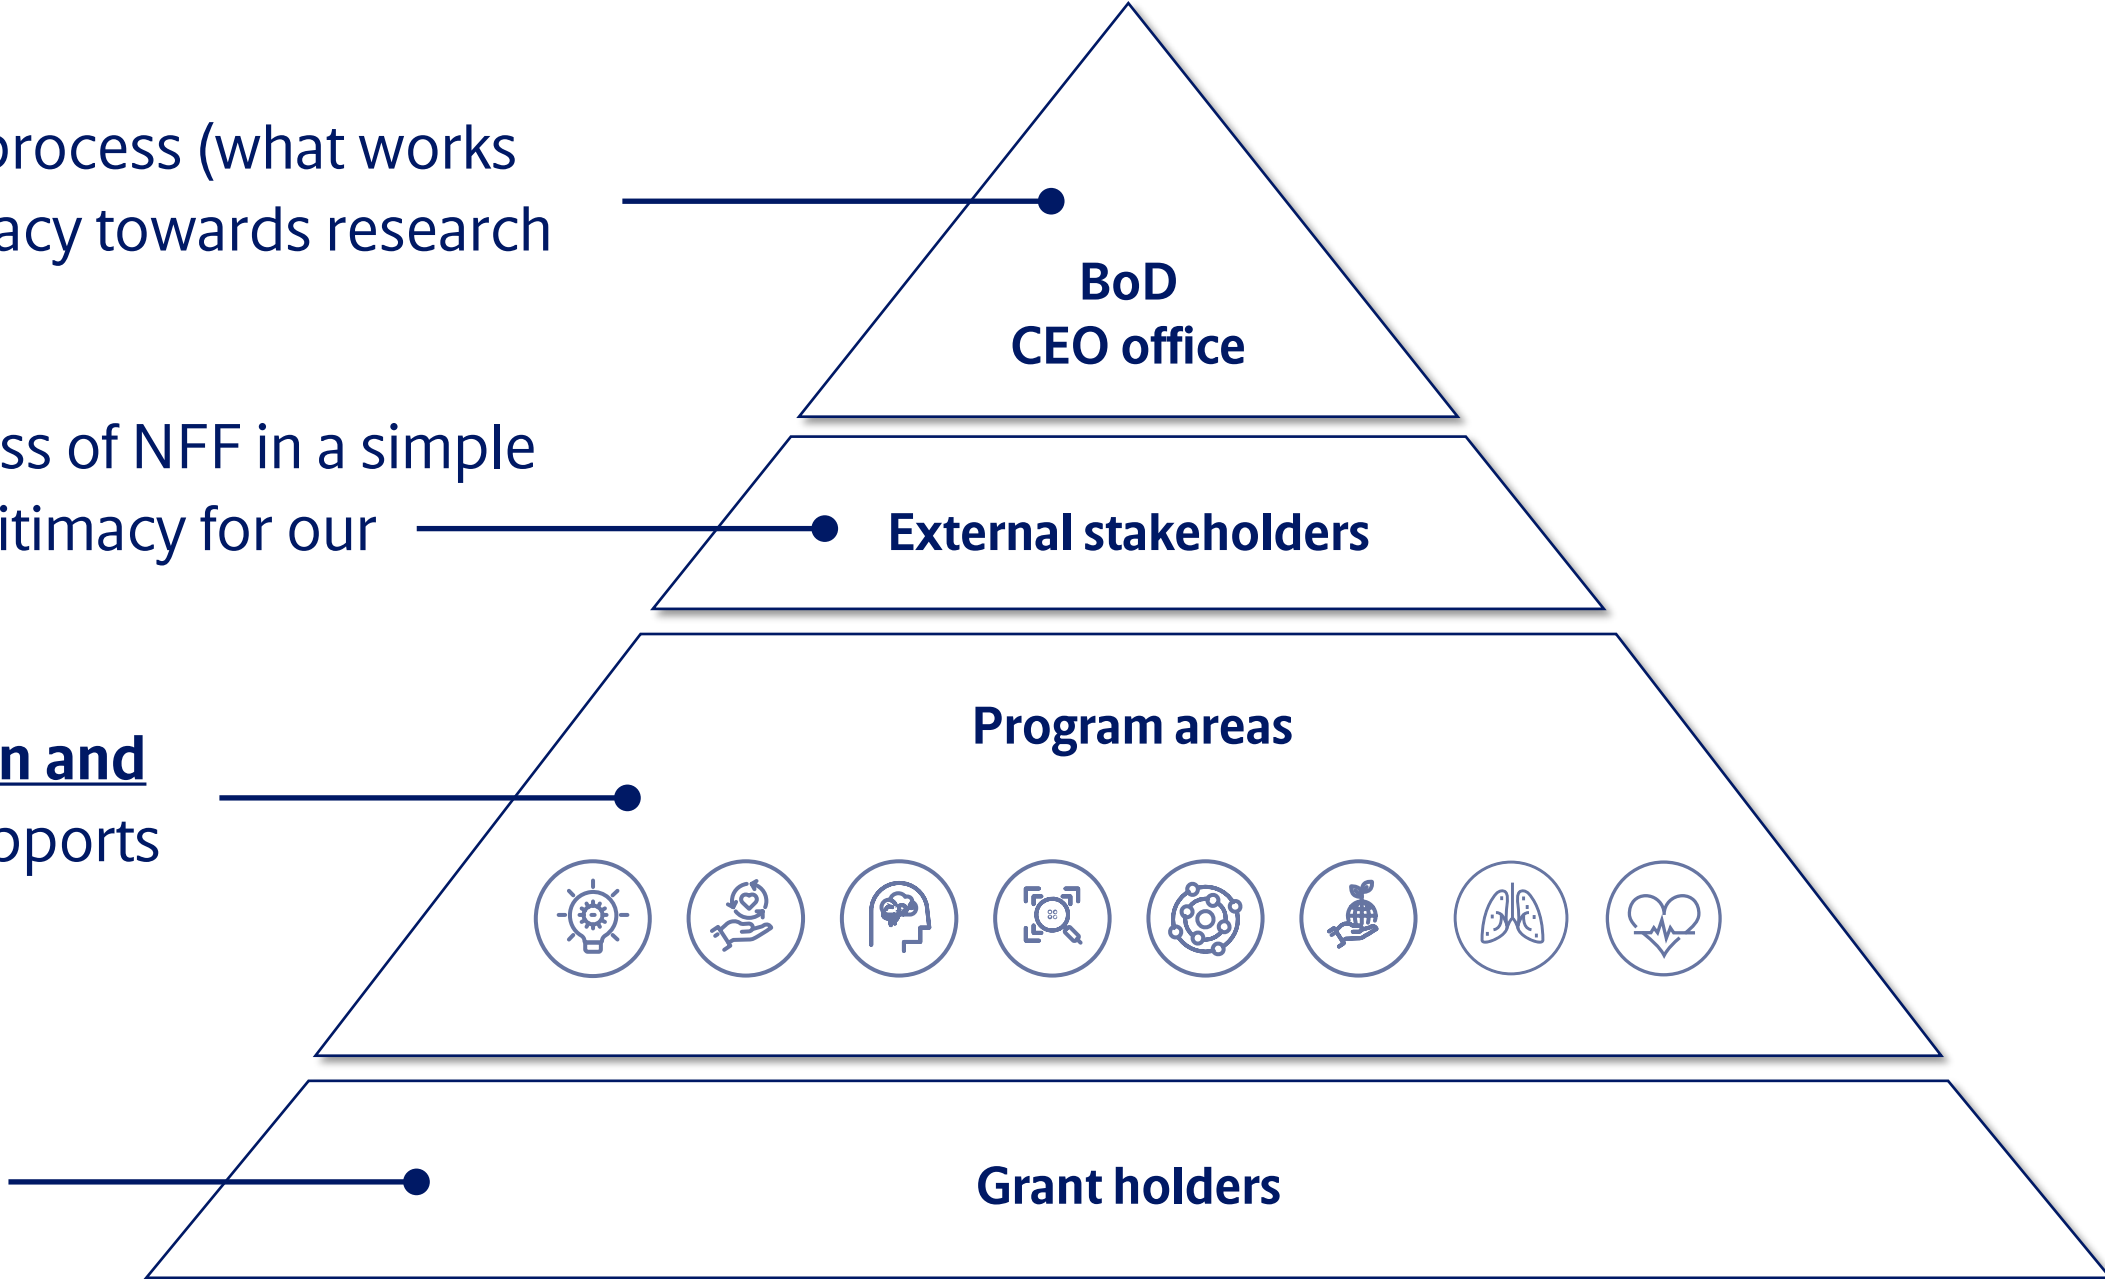 process (what works
acy towards research
BoD
CEO office
ss of NFF in a simple
itimacy for our
External stakeholders
n and
pports
Program areas
Grant holders